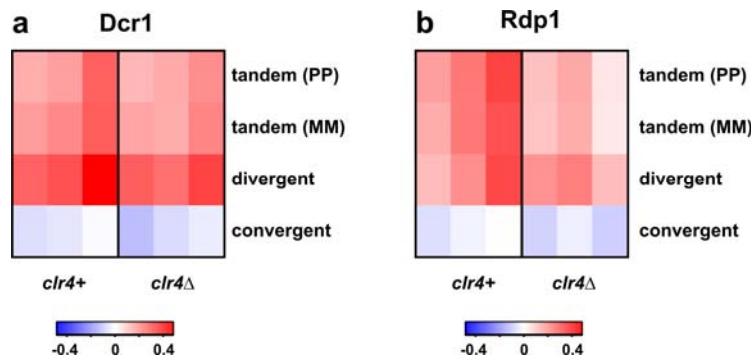 a Dcr1
tandem (PP)
tandem (MM)
divergent
convergent
clr4+ clr4Δ
-0.4 0 0.4
b Rdp1
tandem (PP)
tandem (MM)
divergent
convergent
clr4+ clr4Δ
-0.4 0 0.4